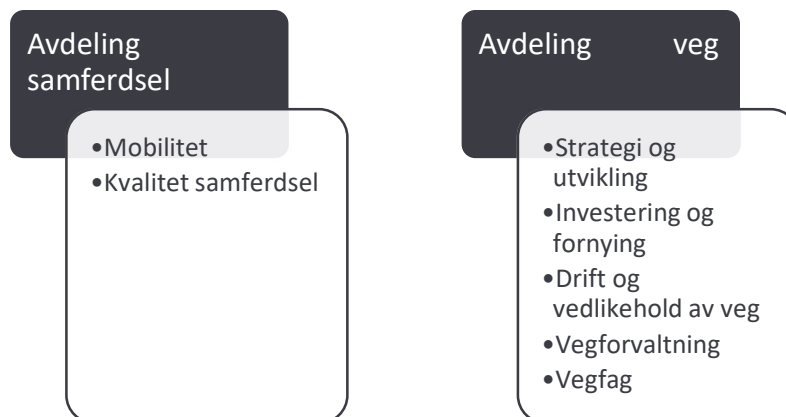 Avdeling
samferdsel
•Mobilitet
•Kvalitet samferdsel
Avdeling veg
•Strategi og
utvikling
•Investering og
fornying
•Drift og
vedlikehold av veg
•Vegforvaltning
•Vegfag